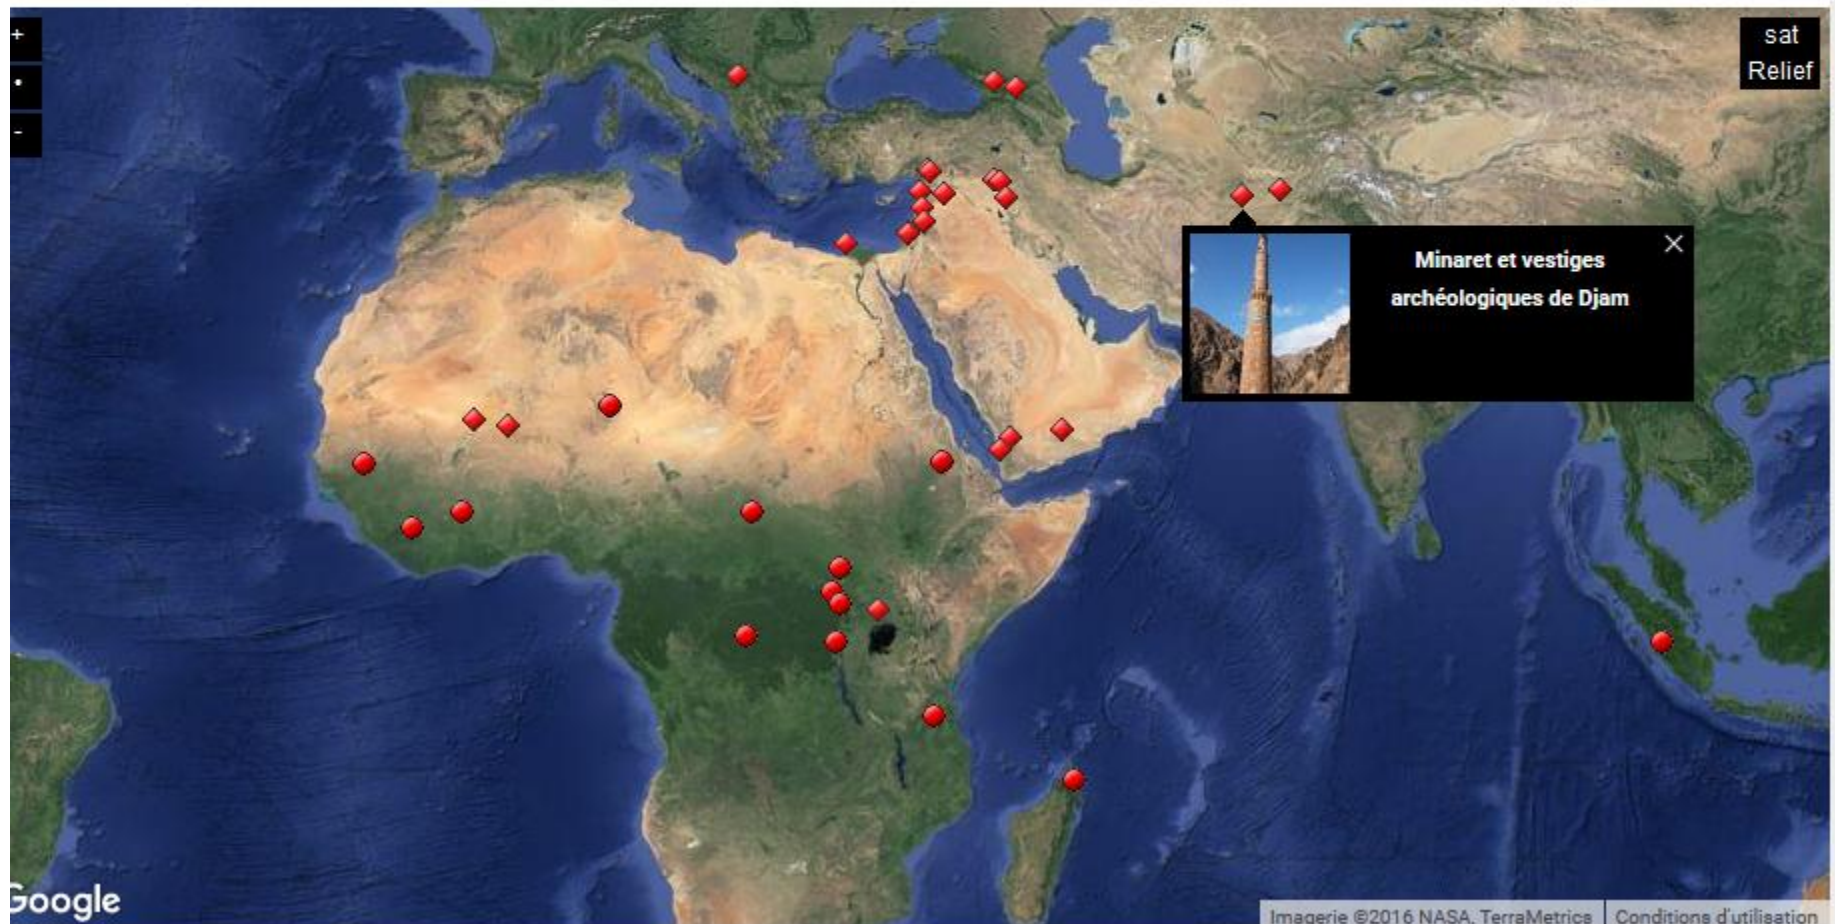 +
•
-
sat
Relief
Minaret et vestiges
archéologiques de Djam
×
Google
Imagerie ©2016 NASA, TerraMetrics
Conditions d'utilisation